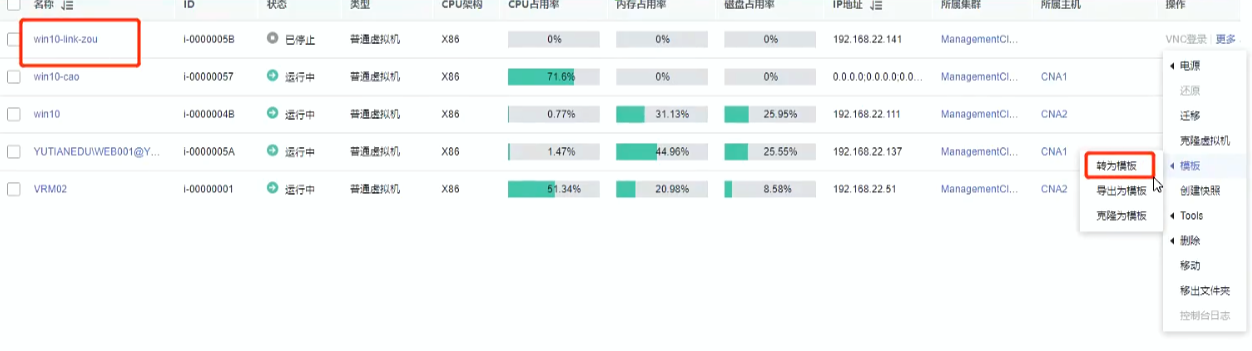 名称 ID 状态 类型 CPU架构 CPU占用率 内存占用率 磁盘占用率 IP地址 所属集群 所属主机 操作
win10-link-zou i-0000005B 已停止 普通虚拟机 X86 0% 0% 0% 192.168.22.141 ManagementCl... VNC登录 更多
win10-cao i-00000057 运行中 普通虚拟机 X86 71.6% 0% 0% 0.0.0.0;0.0.0.0;0.0... ManagementCl... CNA1
win10 i-0000004B 运行中 普通虚拟机 X86 0.77% 31.13% 25.95% 192.168.22.111 ManagementCl... CNA2
YUTIANEDU\WEB001@Y... i-0000005A 运行中 普通虚拟机 X86 1.47% 44.96% 25.55% 192.168.22.137 ManagementCl... CNA1
VRM02 i-00000001 运行中 普通虚拟机 X86 51.34% 20.98% 8.58% 192.168.22.51 ManagementCl... CNA2
电源
还原
迁移
克隆虚拟机
模板
创建快照
Tools
删除
移动
移出文件夹
控制台日志
转为模板
导出为模板
克隆为模板